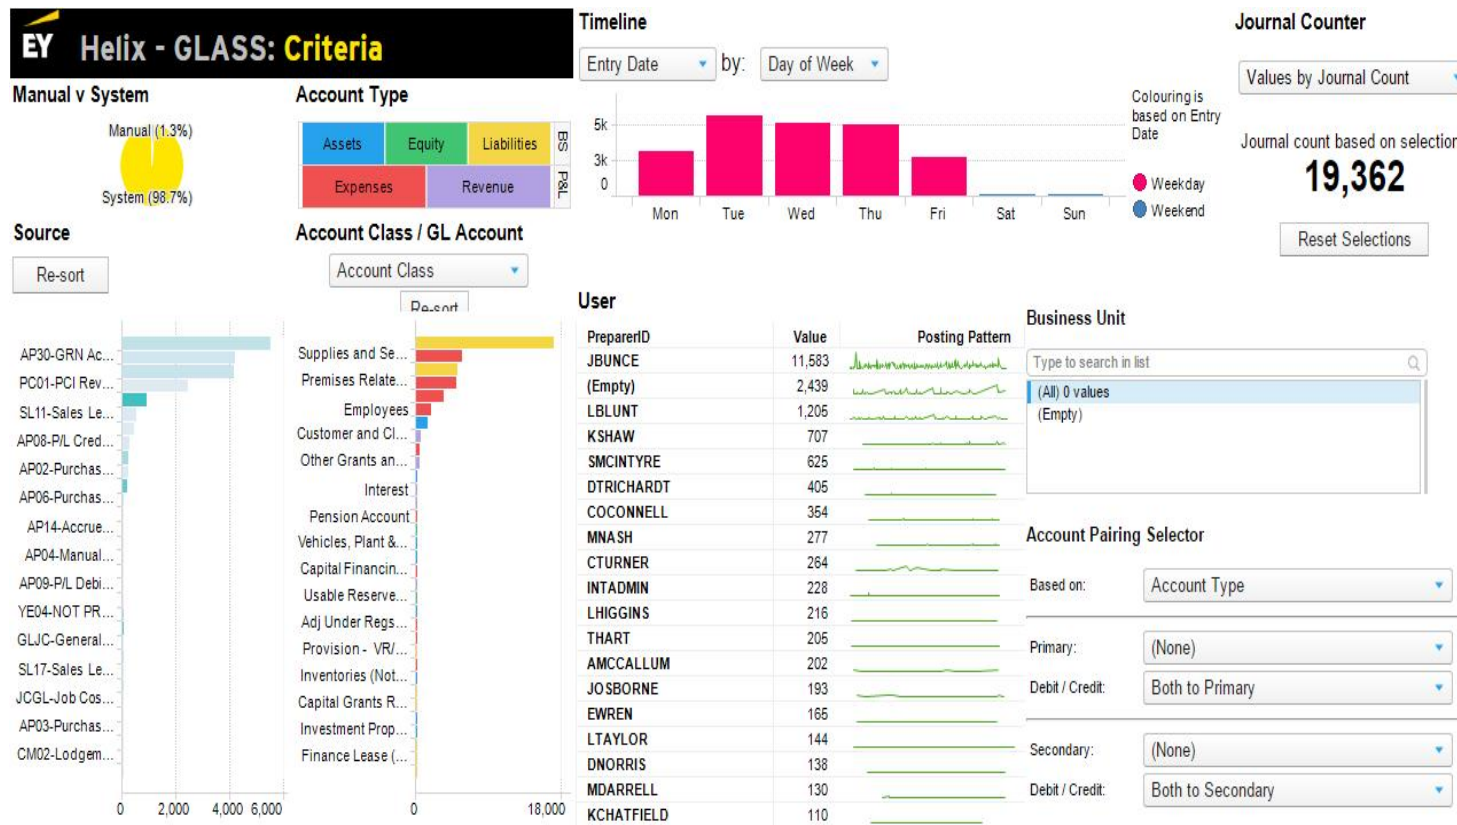 EY Helix - GLASS: Criteria
Manual v System
Manual (1.3%)
System (98.7%)
Account Type
Assets
Equity
Liabilities
BS
Expenses
Revenue
P&L
Timeline
Entry Date
by:
Day of Week
5k
3k
0
Mon
Tue
Wed
Thu
Fri
Sat
Sun
Colouring is
based on Entry
Date
Weekday
Weekend
Journal Counter
Values by Journal Count
Journal count based on selection
19,362
Reset Selections
Source
Re-sort
AP30-GRN Ac...
PC01-PCI Rev...
SL11-Sales Le...
AP08-P/L Cred...
AP02-Purchas...
AP06-Purchas...
AP14-Accrue...
AP04-Manual...
AP09-P/L Debi...
YE04-NOT PR...
GLJC-General...
SL17-Sales Le...
JCGL-Job Cos...
AP03-Purchas...
CM02-Lodgem...
0
2,000
4,000
6,000
Account Class / GL Account
Account Class
Re-sort
Supplies and Se...
Premises Relate...
Employees
Customer and Cl...
Other Grants an...
Interest
Pension Account
Vehicles, Plant &...
Capital Financin...
Usable Reserve...
Adj Under Regs...
Provision - VR/...
Inventories (Not...
Capital Grants R...
Investment Prop...
Finance Lease (...
0
18,000
User
PreparerID Value Posting Pattern
JBUNCE 11,583
(Empty) 2,439
LBLUNT 1,205
KSHAW 707
SMCINTYRE 625
DTRICHARDT 405
COCONNELL 354
MNASH 277
CTURNER 264
INTADMIN 228
LHIGGINS 216
THART 205
AMCCALLUM 202
JOSBORNE 193
EWREN 165
LTAYLOR 144
DNORRIS 138
MDARRELL 130
KCHATFIELD 110
Business Unit
Type to search in list
(All) 0 values
(Empty)
Account Pairing Selector
Based on: Account Type
Primary: (None)
Debit / Credit: Both to Primary
Secondary: (None)
Debit / Credit: Both to Secondary